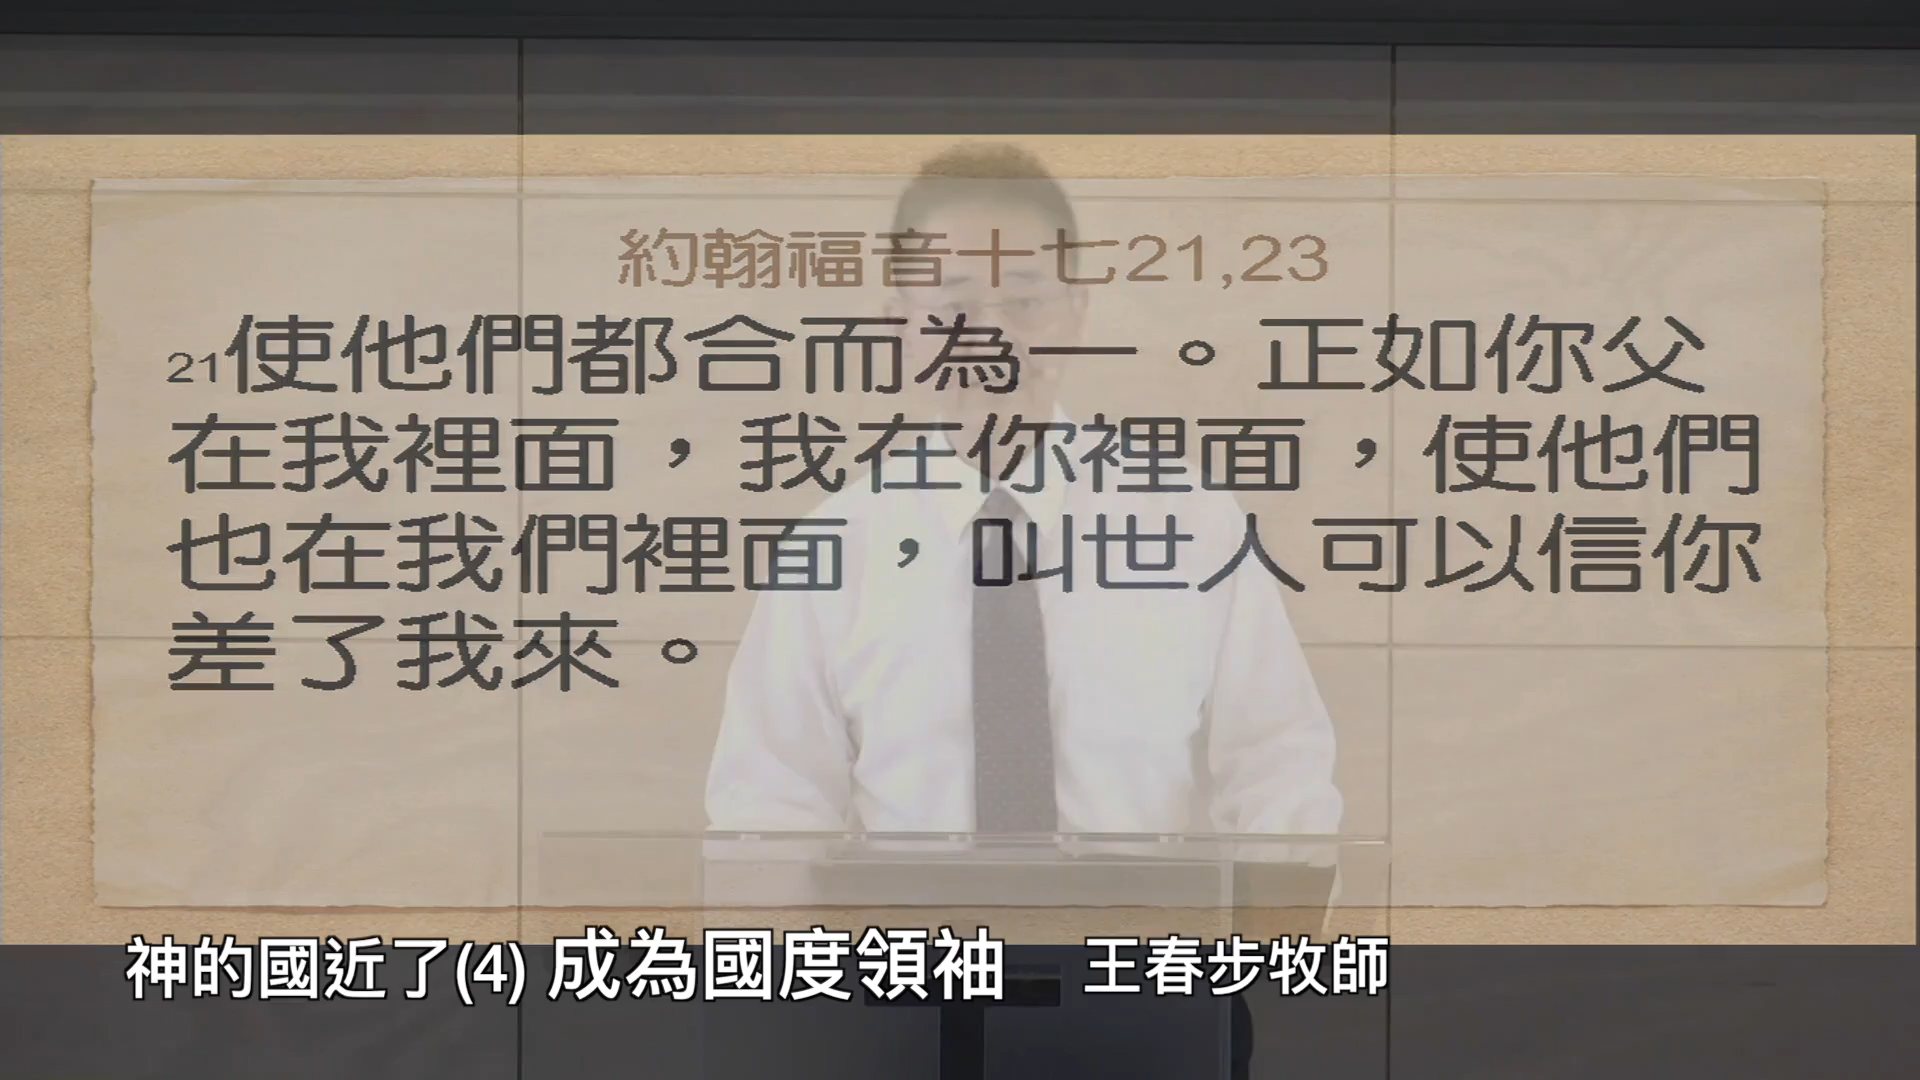 約翰福音十七21,23
21使他們都合而為一。正如你父
在我裡面，我在你裡面，使他們
也在我們裡面，叫世人可以信你
差了我來。
神的國近了(4) 成為國度領袖 王春步牧師